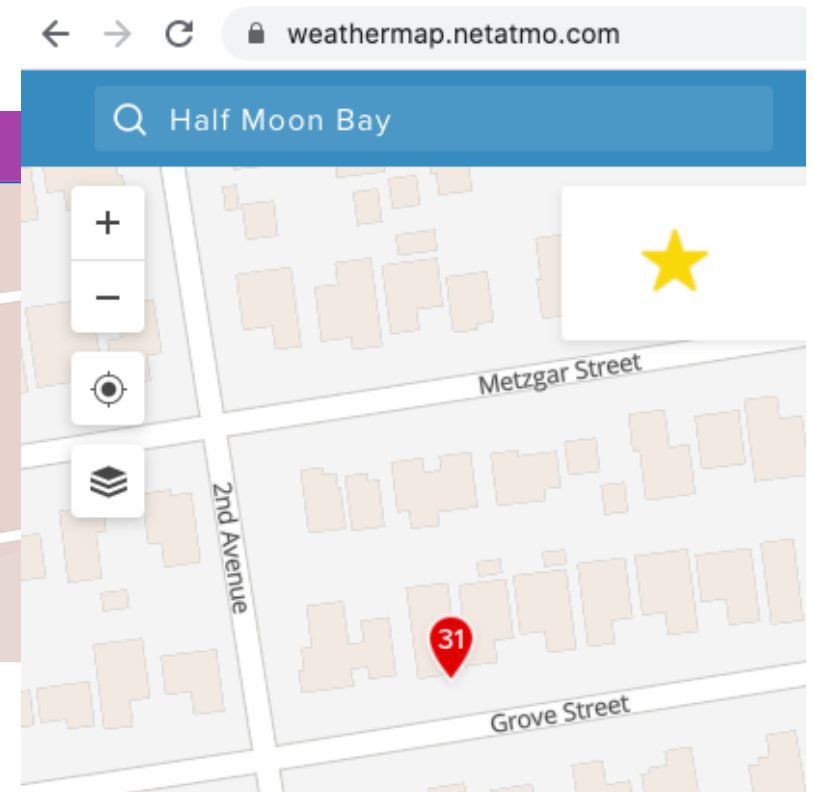 weathermap.netatmo.com
Half Moon Bay
+
−
Metzgar Street
2nd Avenue
31
Grove Street